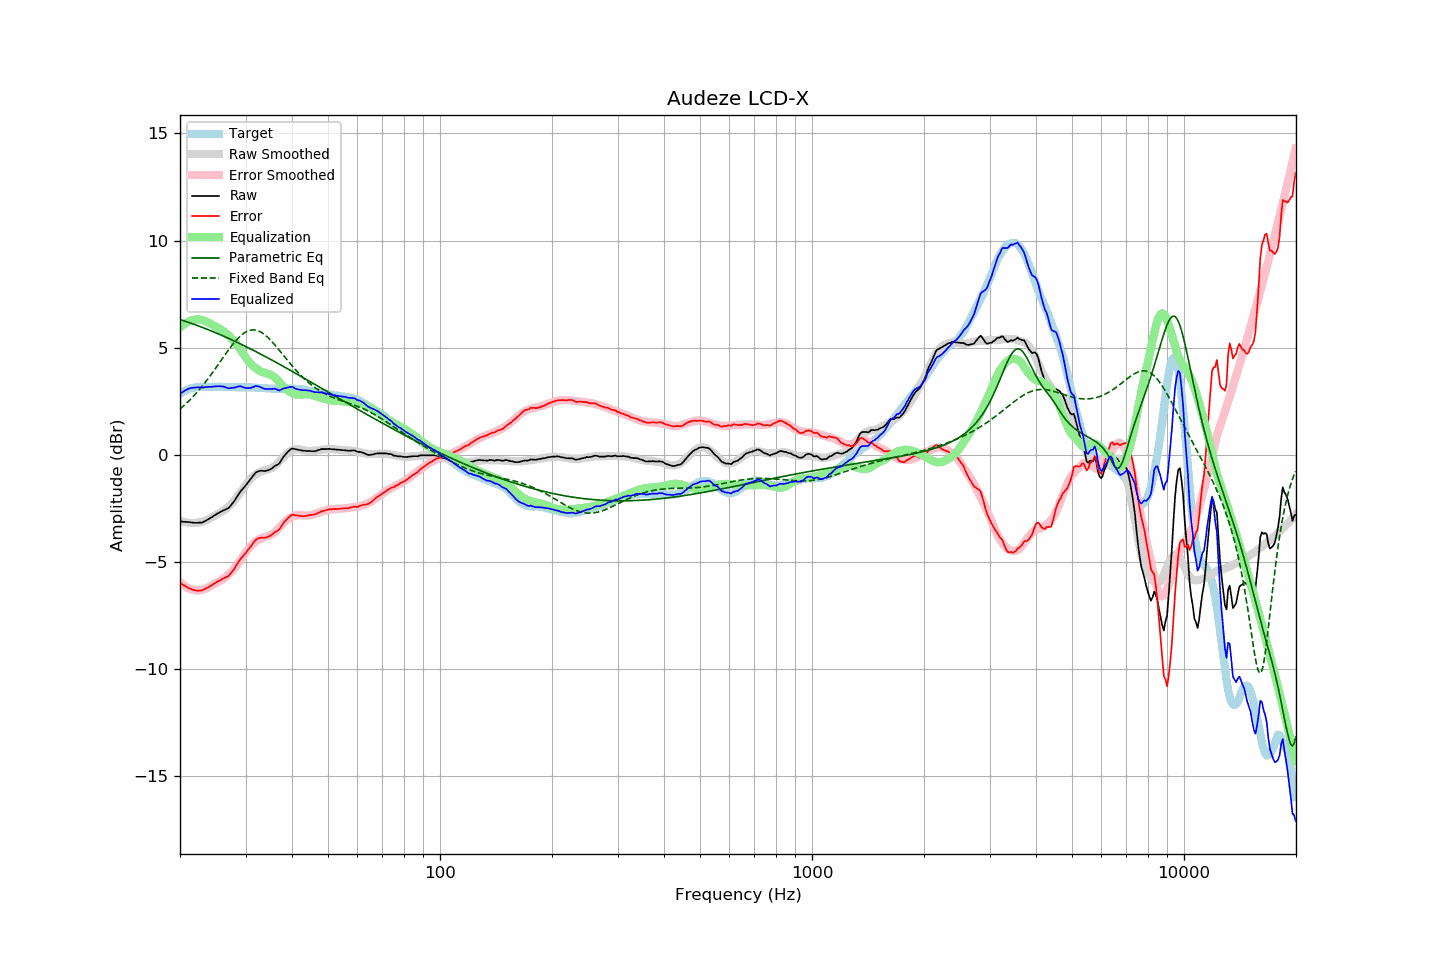 Audeze LCD-X
Target
Raw Smoothed
Error Smoothed
Raw
Error
Equalization
Parametric Eq
Fixed Band Eq
Equalized
15
10
5
0
−5
−10
−15
Amplitude (dBr)
100
1000
10000
Frequency (Hz)